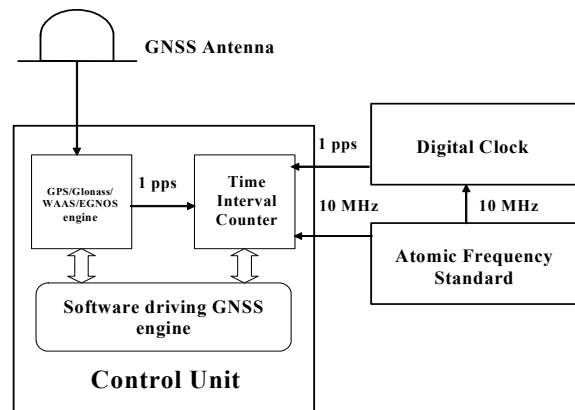 GNSS Antenna
GPS/Glonass/
WAAS/EGNOS
engine
1 pps
Time
Interval
Counter
1 pps
10 MHz
Digital Clock
10 MHz
Atomic Frequency
Standard
Software driving GNSS
engine
Control Unit